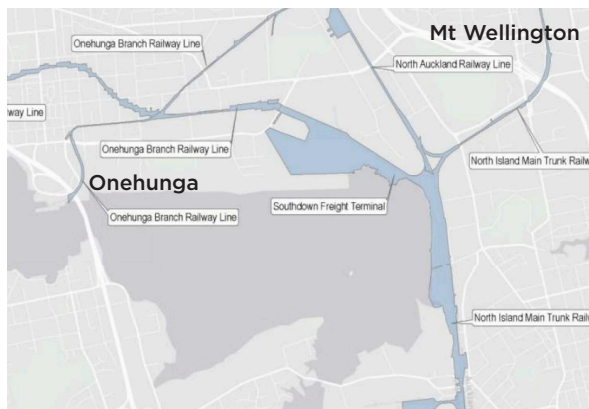 Mt Wellington
Onehunga Branch Railway Line
North Auckland Railway Line
way Line
Onehunga Branch Railway Line
North Island Main Trunk Railw
Onehunga
Southdown Freight Terminal
Onehunga Branch Railway Line
North Island Main Trunk Railw